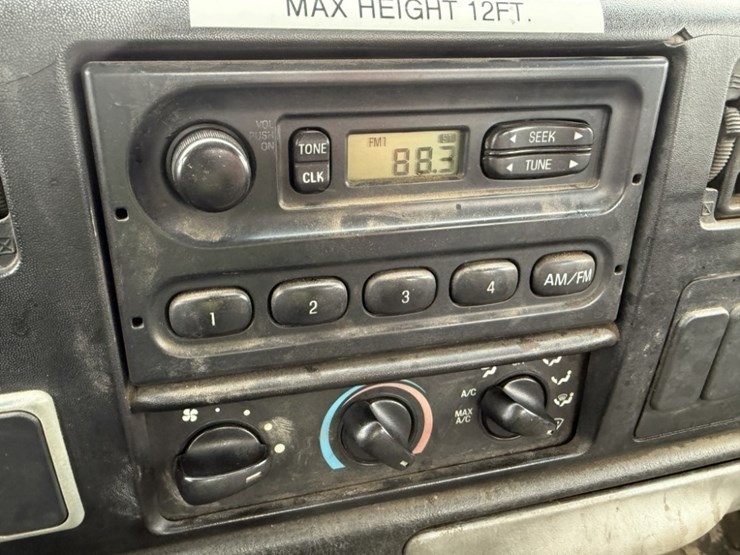 MAX HEIGHT 12FT.
VOL
PUSH
ON
TONE
CLK
FM1
88.3
SEEK
TUNE
1
2
3
4
AM/FM
A/C
MAX
A/C